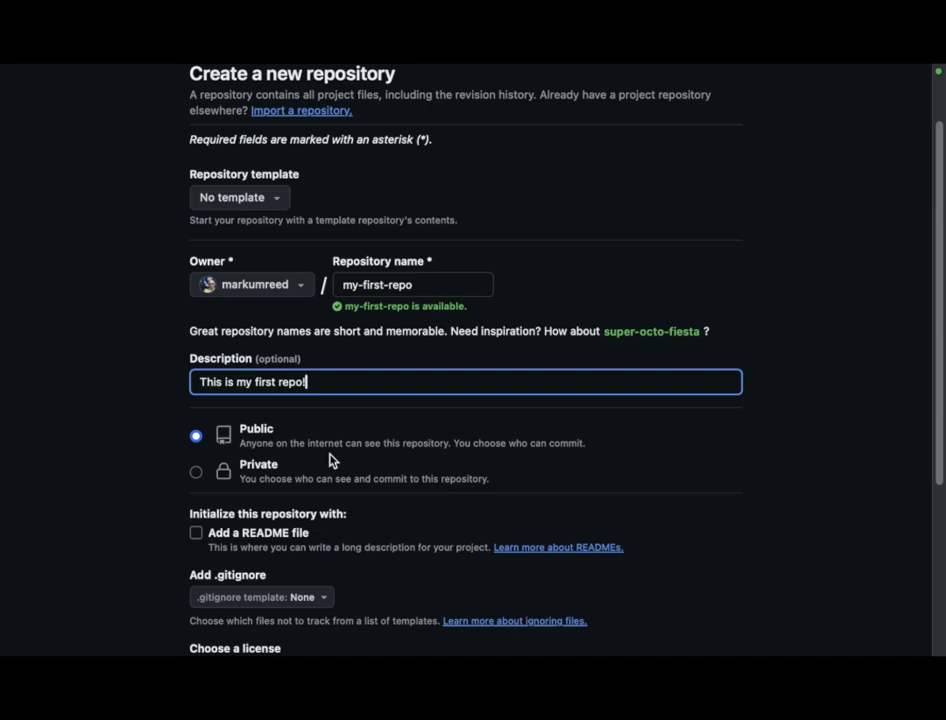 Create a new repository
A repository contains all project files, including the revision history. Already have a project repository
elsewhere? Import a repository.
Required fields are marked with an asterisk (*).
Repository template
No template
Start your repository with a template repository's contents.
Owner * Repository name *
markumreed / my-first-repo
my-first-repo is available.
Great repository names are short and memorable. Need inspiration? How about super-octo-fiesta ?
Description (optional)
This is my first repo!
Public
Anyone on the internet can see this repository. You choose who can commit.
Private
You choose who can see and commit to this repository.
Initialize this repository with:
Add a README file
This is where you can write a long description for your project. Learn more about READMEs.
Add .gitignore
.gitignore template: None
Choose which files not to track from a list of templates. Learn more about ignoring files.
Choose a license